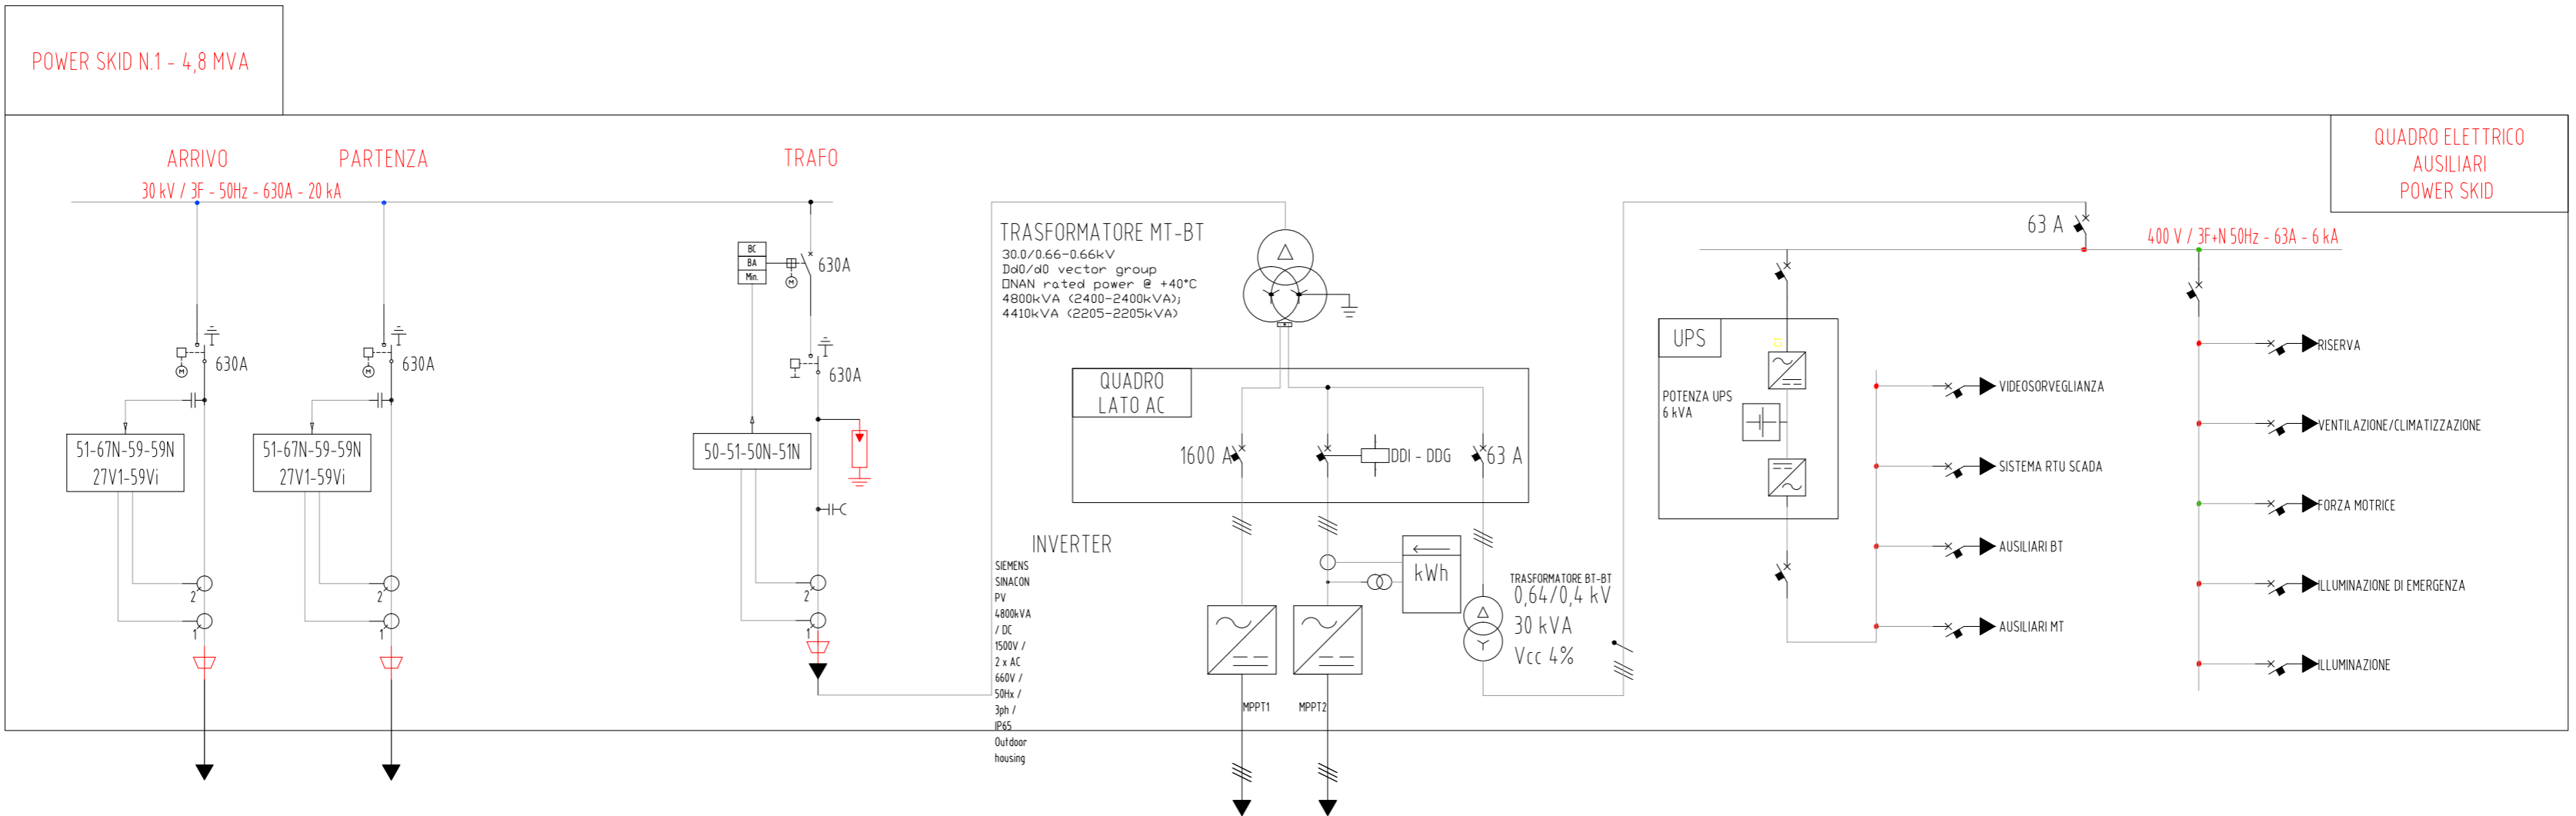 POWER SKID N.1 - 4,8 MVA
QUADRO ELETTRICO
AUSILIARI
POWER SKID
ARRIVO
PARTENZA
TRAFO
30 kV / 3F - 50Hz - 630A - 20 kA
630A
M
51-67N-59-59N
27V1-59Vi
2
1
630A
M
51-67N-59-59N
27V1-59Vi
2
1
BC
BA
Min.
M
630A
630A
50-51-50N-51N
2
1
TRASFORMATORE MT-BT
30.0/0.66-0.66kV
Dd0/d0 vector group
ONAN rated power @ +40°C
4800kVA (2400-2400kVA);
4410kVA (2205-2205kVA)
QUADRO
LATO AC
1600 A
DDI - DDG
63 A
INVERTER
SIEMENS
SINACON
PV
4800kVA
/ DC
1500V /
2 x AC
660V /
50Hx /
3ph /
IP65
Outdoor
housing
kWh
MPPT1
MPPT2
TRASFORMATORE BT-BT
0,64/0,4 kV
30 kVA
Vcc 4%
63 A
400 V / 3F+N 50Hz - 63A - 6 kA
UPS
C1
POTENZA UPS
6 kVA
VIDEOSORVEGLIANZA
SISTEMA RTU SCADA
AUSILIARI BT
AUSILIARI MT
RISERVA
VENTILAZIONE/CLIMATIZZAZIONE
FORZA MOTRICE
ILLUMINAZIONE DI EMERGENZA
ILLUMINAZIONE